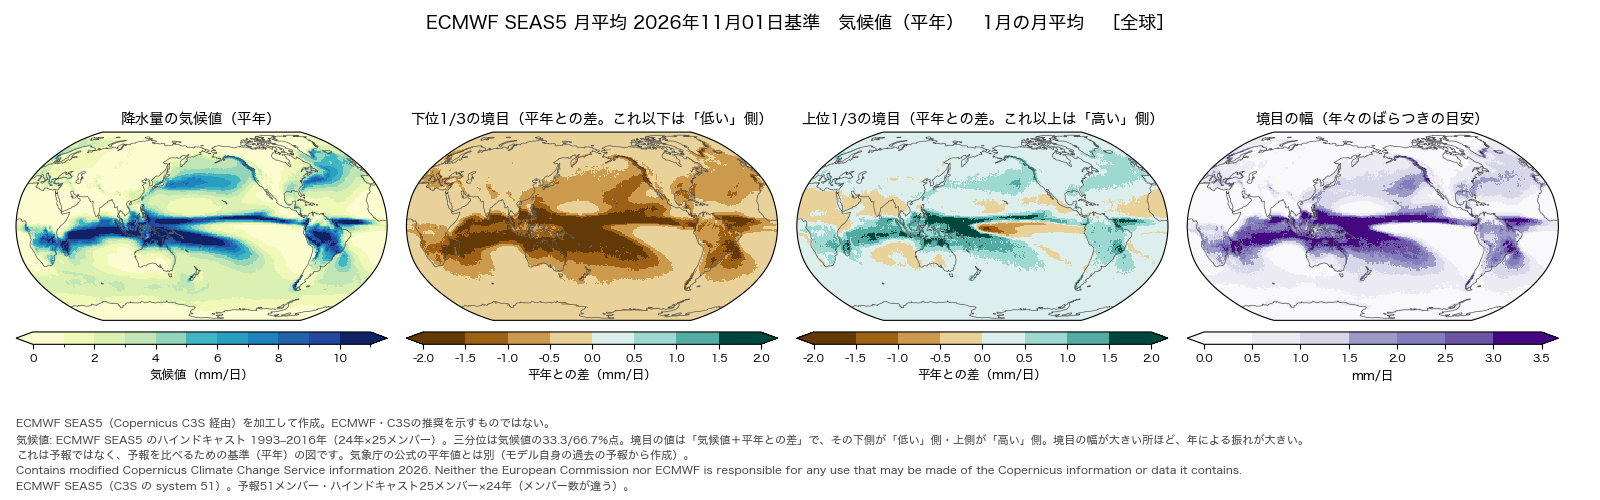 ECMWF SEAS5 月平均 2026年11月01日基準　気候値（平年）　1月の月平均　［全球］
降水量の気候値（平年）
下位1/3の境目（平年との差。これ以下は「低い」側）
上位1/3の境目（平年との差。これ以上は「高い」側）
境目の幅（年々のばらつきの目安）
0 2 4 6 8 10
-2.0 -1.5 -1.0 -0.5 0.0 0.5 1.0 1.5 2.0
-2.0 -1.5 -1.0 -0.5 0.0 0.5 1.0 1.5 2.0
0.0 0.5 1.0 1.5 2.0 2.5 3.0 3.5
気候値（mm/日）
平年との差（mm/日）
平年との差（mm/日）
mm/日
ECMWF SEAS5（Copernicus C3S 経由）を加工して作成。ECMWF・C3Sの推奨を示すものではない。
気候値: ECMWF SEAS5 のハインドキャスト 1993–2016年（24年×25メンバー）。三分位は気候値の33.3/66.7%点。境目の値は「気候値＋平年との差」で、その下側が「低い」側・上側が「高い」側。境目の幅が大きい所ほど、年による振れが大きい。
これは予報ではなく、予報を比べるための基準（平年）の図です。気象庁の公式の平年値とは別（モデル自身の過去の予報から作成）。
Contains modified Copernicus Climate Change Service information 2026. Neither the European Commission nor ECMWF is responsible for any use that may be made of the Copernicus information or data it contains.
ECMWF SEAS5（C3S の system 51）。予報51メンバー・ハインドキャスト25メンバー×24年（メンバー数が違う）。